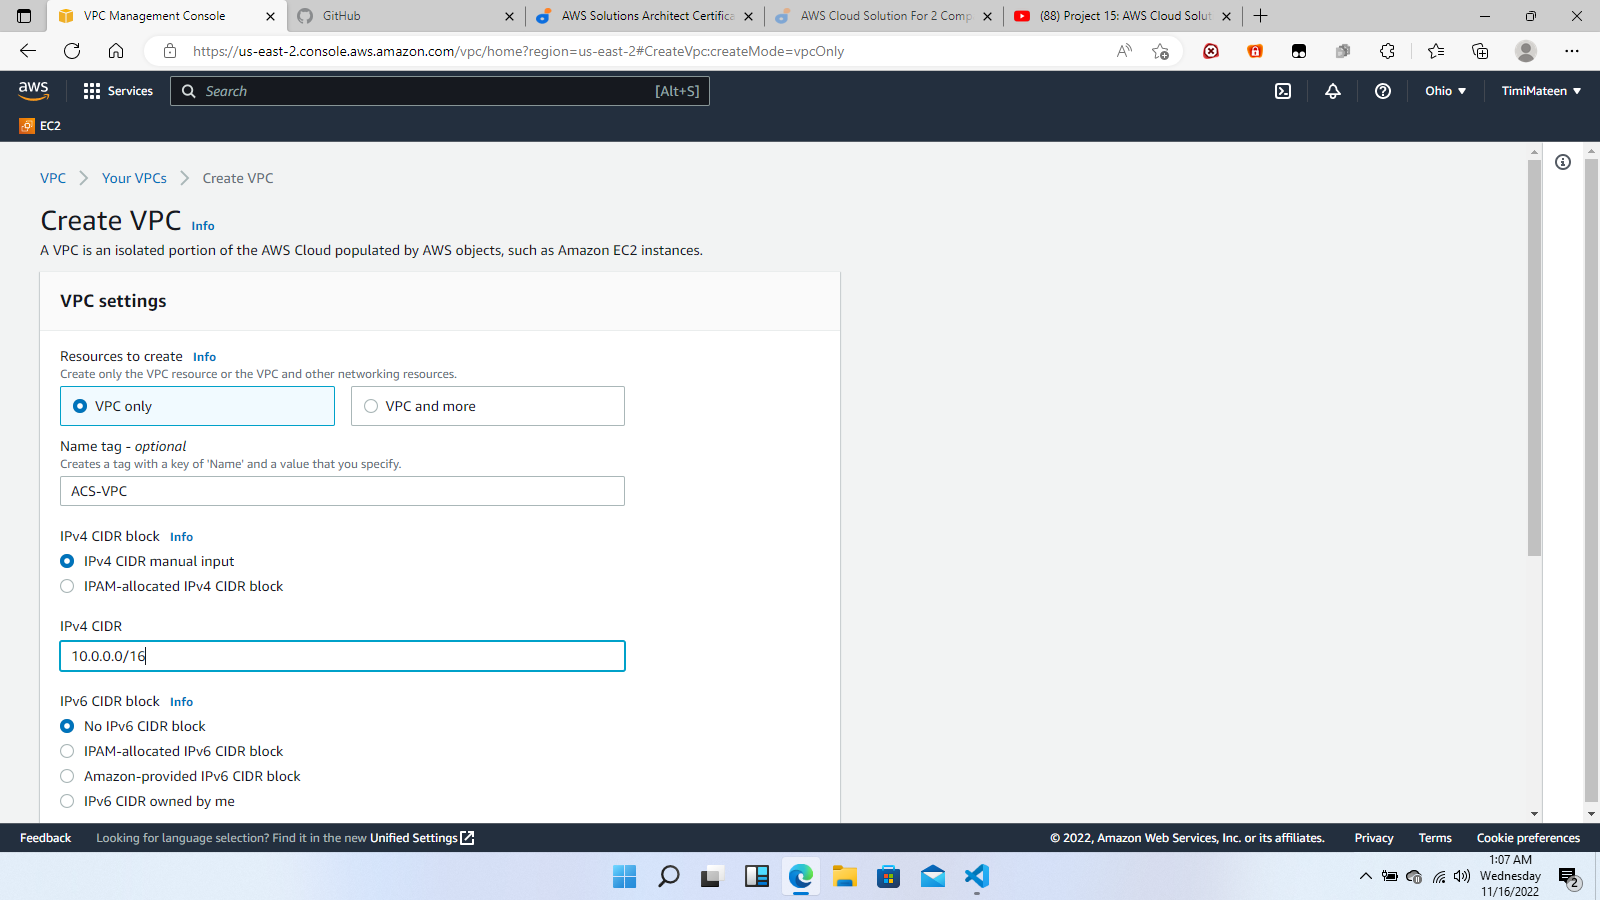 VPC Management Console
GitHub
AWS Solutions Architect Certifica
AWS Cloud Solution For 2 Comp
(88) Project 15: AWS Cloud Solut
https://us-east-2.console.aws.amazon.com/vpc/home?region=us-east-2#CreateVpc:createMode=vpcOnly
aws
Services
Search
[Alt+S]
Ohio
TimiMateen
EC2
VPC
Your VPCs
Create VPC
Create VPC Info
A VPC is an isolated portion of the AWS Cloud populated by AWS objects, such as Amazon EC2 instances.
VPC settings
Resources to create Info
Create only the VPC resource or the VPC and other networking resources.
VPC only
VPC and more
Name tag - optional
Creates a tag with a key of 'Name' and a value that you specify.
ACS-VPC
IPv4 CIDR block Info
IPv4 CIDR manual input
IPAM-allocated IPv4 CIDR block
IPv4 CIDR
10.0.0.0/16
IPv6 CIDR block Info
No IPv6 CIDR block
IPAM-allocated IPv6 CIDR block
Amazon-provided IPv6 CIDR block
IPv6 CIDR owned by me
Feedback
Looking for language selection? Find it in the new Unified Settings
© 2022, Amazon Web Services, Inc. or its affiliates.
Privacy
Terms
Cookie preferences
1:07 AM
Wednesday
11/16/2022
2